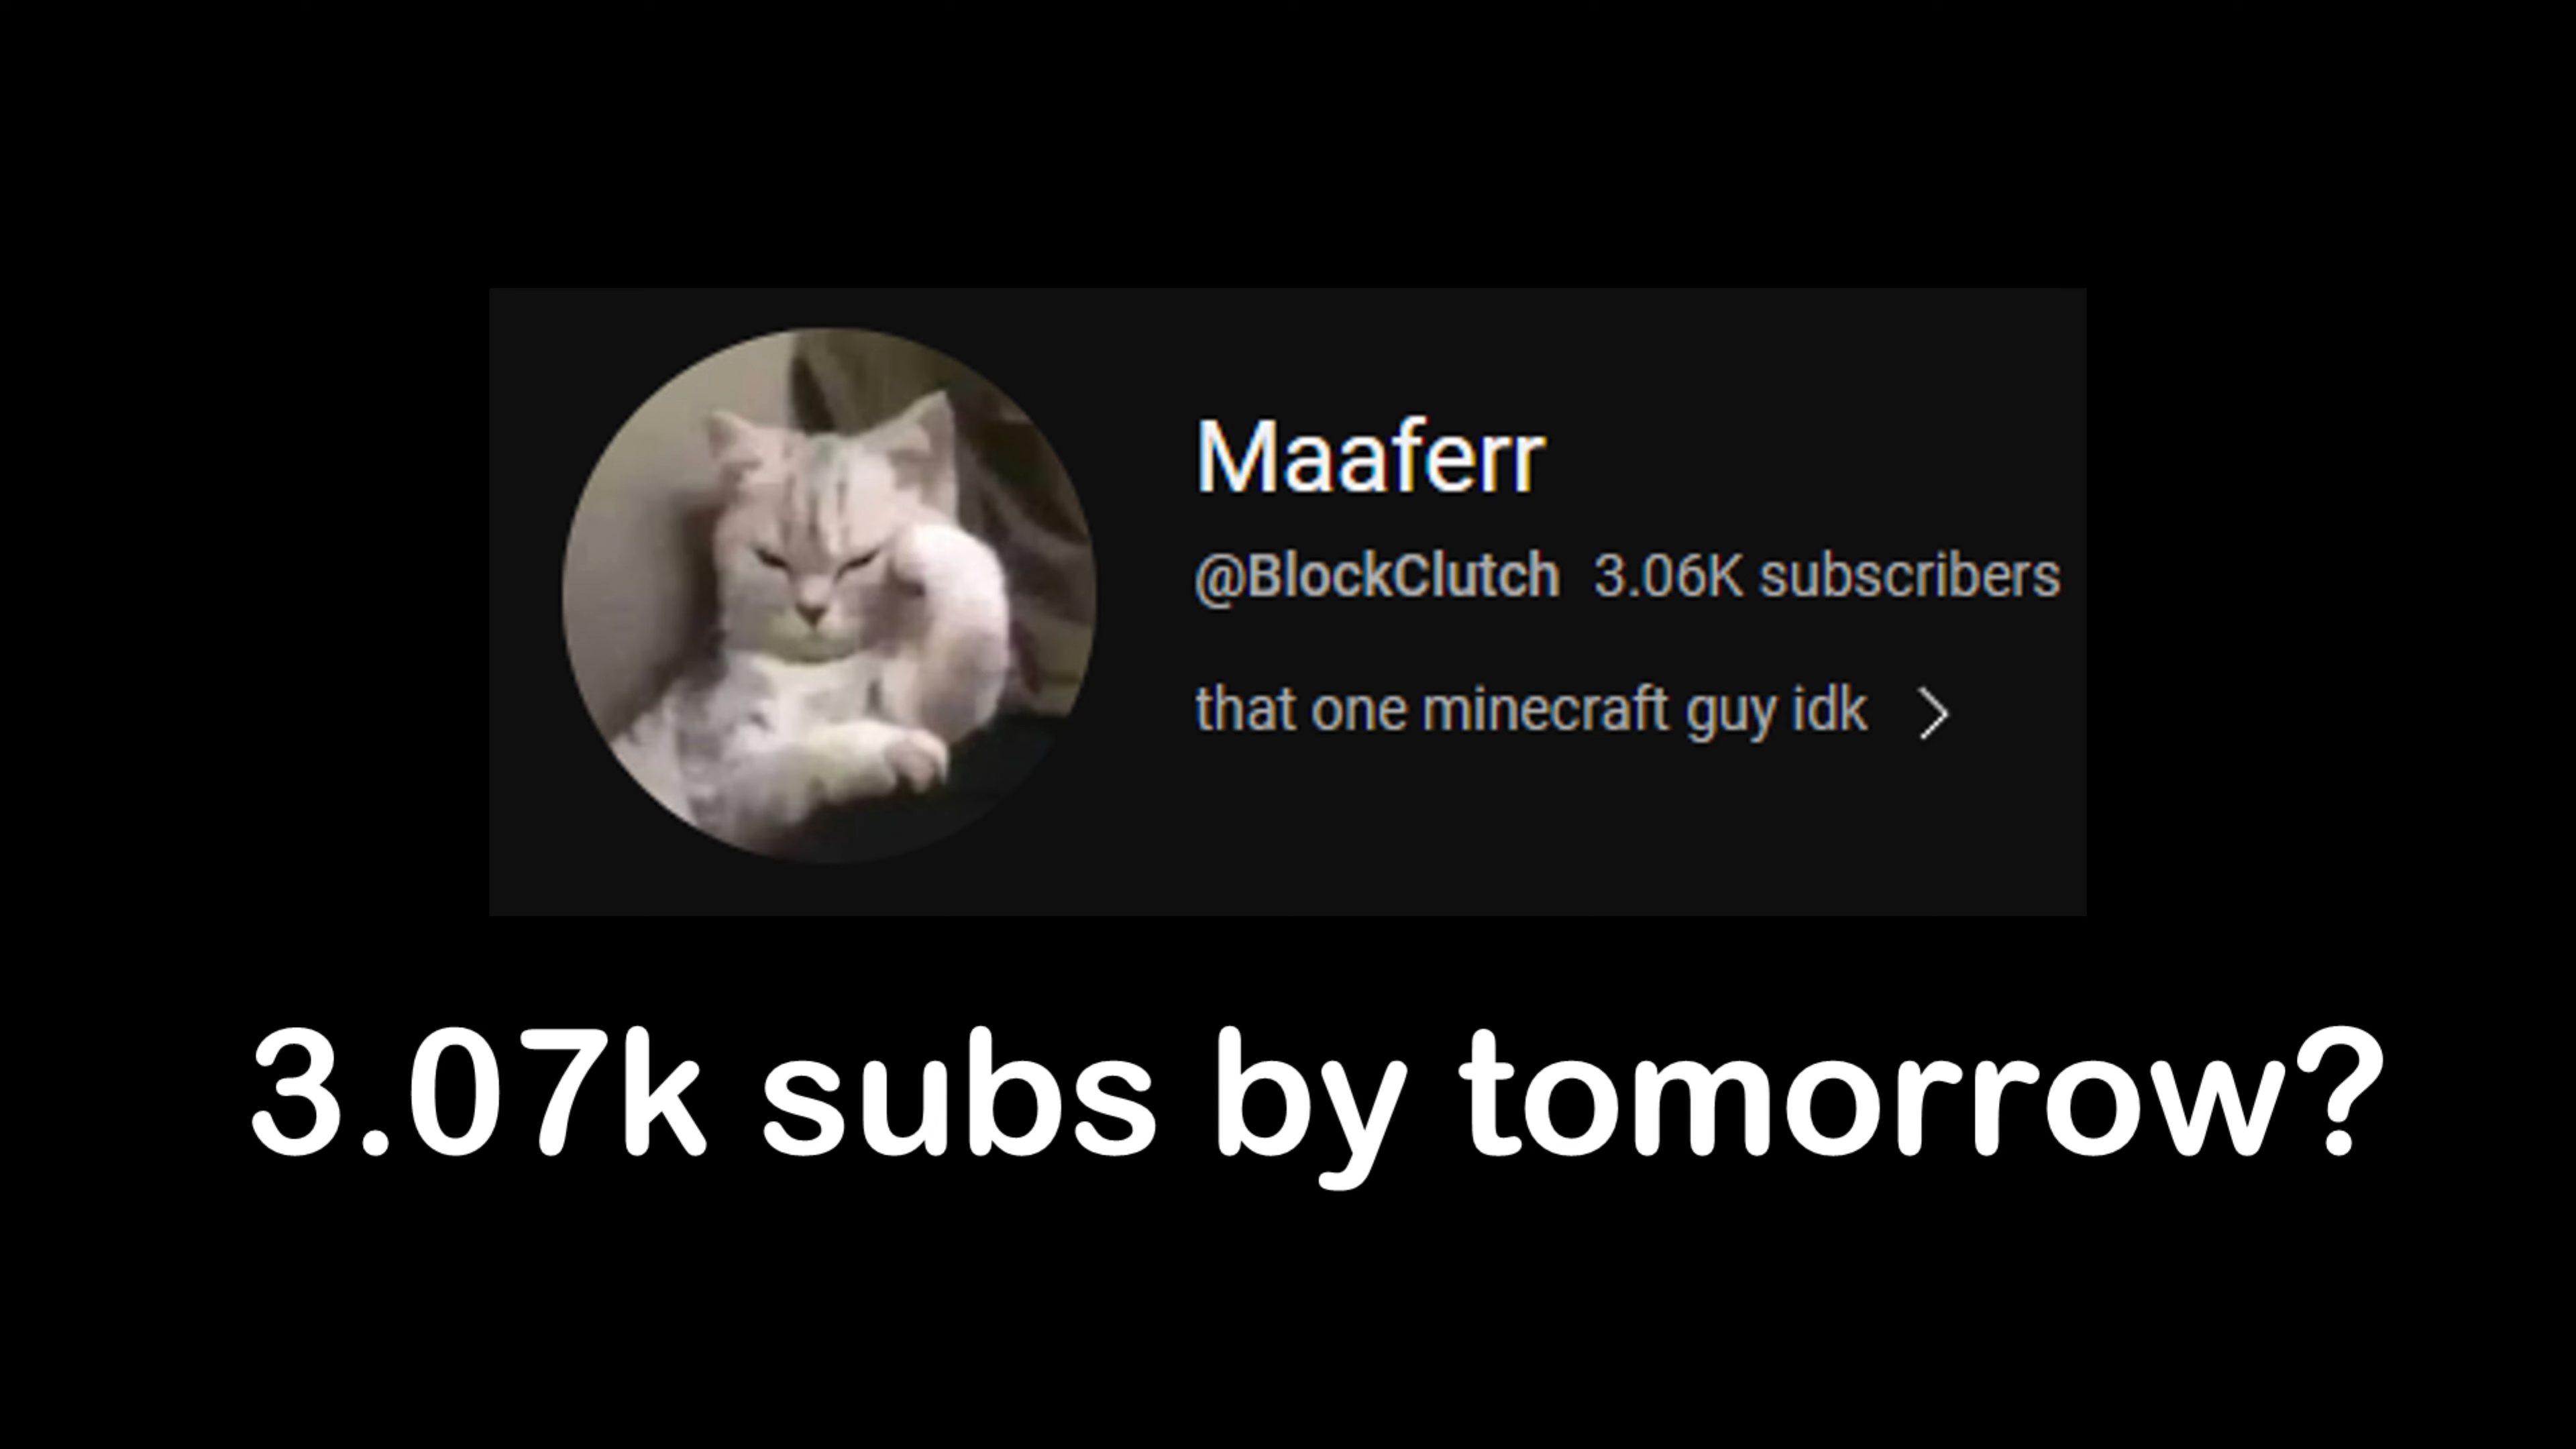 Maaferr
@BlockClutch 3.06K subscribers
that one minecraft guy idk
3.07k subs by tomorrow?